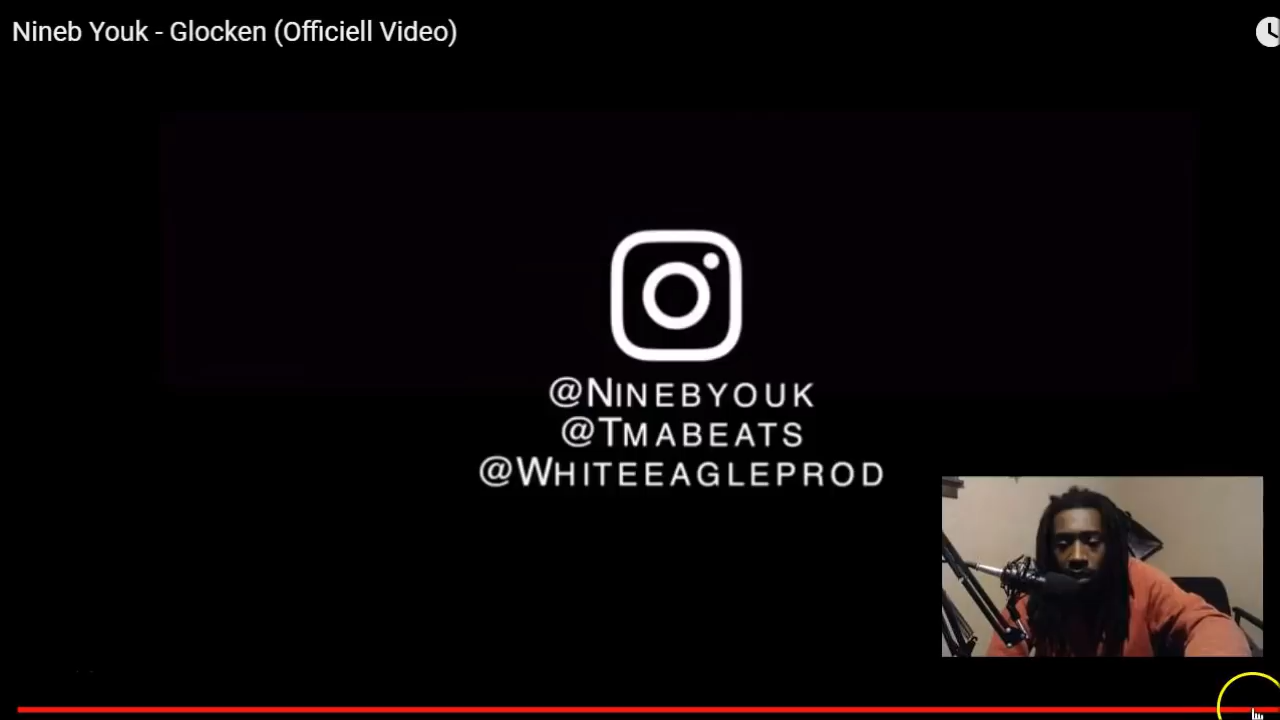 Nineb Youk - Glocken (Officiell Video)
@NINEBYOUK
@TMABEATS
@WHITEEAGLEPROD